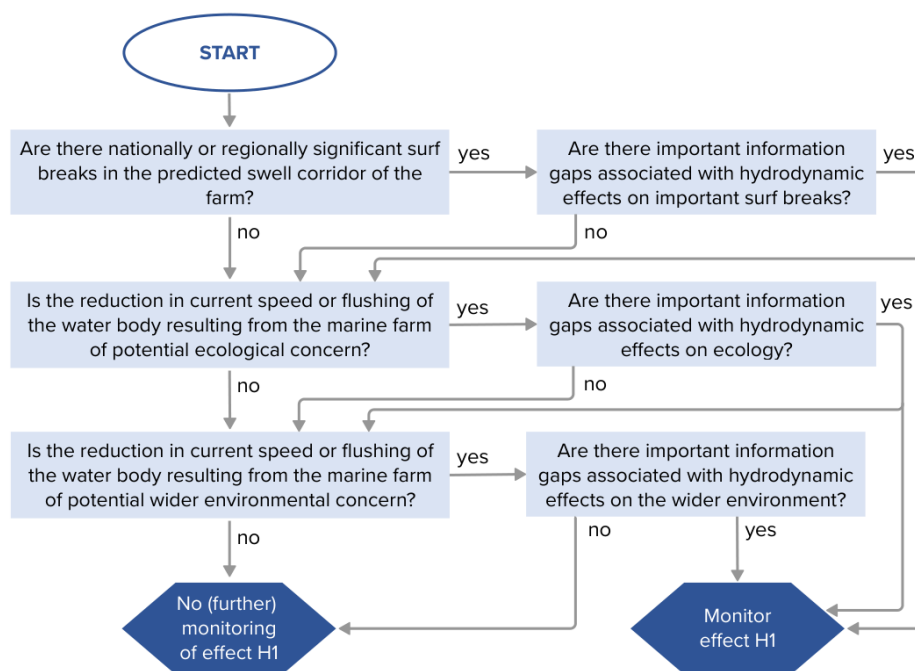 START
Are there nationally or regionally significant surf
breaks in the predicted swell corridor of the
farm?
yes
Are there important information
gaps associated with hydrodynamic
effects on important surf breaks?
yes
no
no
Is the reduction in current speed or flushing of
the water body resulting from the marine farm
of potential ecological concern?
yes
Are there important information
gaps associated with hydrodynamic
effects on ecology?
yes
no
no
Is the reduction in current speed or flushing of
the water body resulting from the marine farm
of potential wider environmental concern?
yes
Are there important information
gaps associated with hydrodynamic
effects on the wider environment?
no
no
yes
No (further)
monitoring
of effect H1
Monitor
effect H1